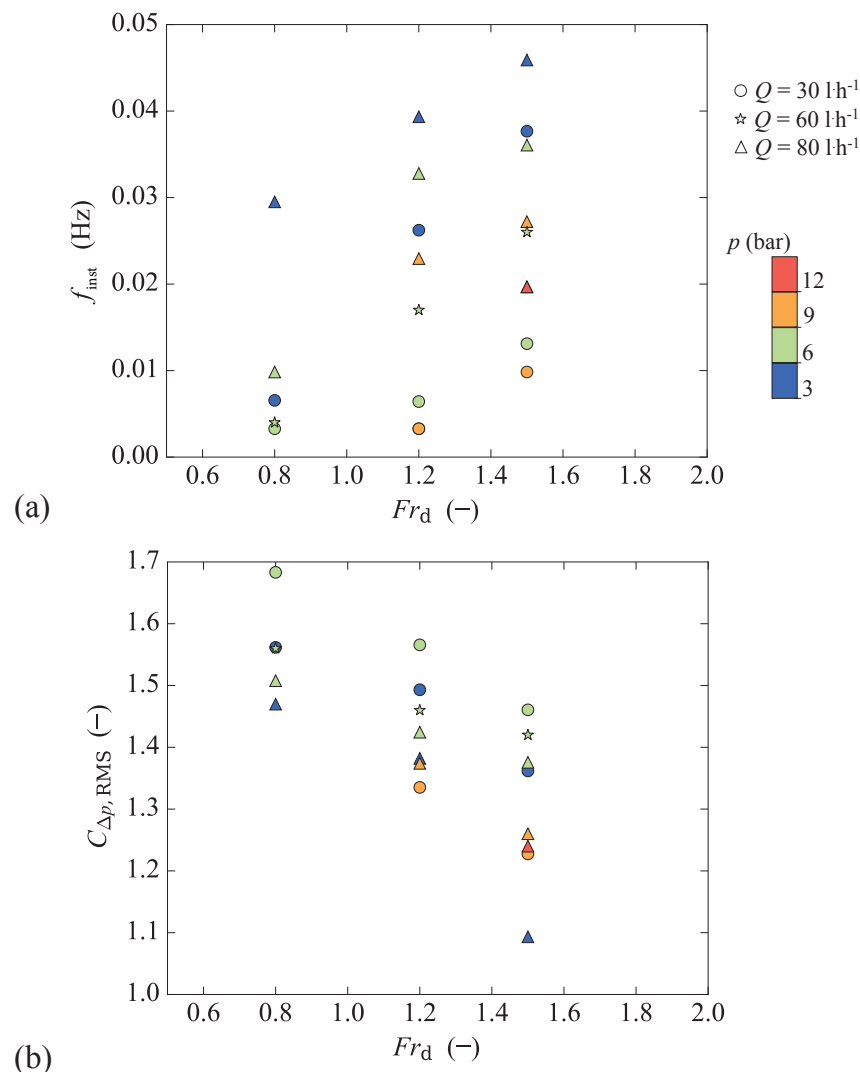 0.05
0.04
0.03
0.02
0.01
0.00
f_inst (Hz)
0.6 0.8 1.0 1.2 1.4 1.6 1.8 2.0
Fr_d (−)
(a)
Q = 30 l·h⁻¹
Q = 60 l·h⁻¹
Q = 80 l·h⁻¹
p (bar)
12
9
6
3
1.7
1.6
1.5
1.4
1.3
1.2
1.1
1.0
C_Δp,RMS (−)
0.6 0.8 1.0 1.2 1.4 1.6 1.8 2.0
Fr_d (−)
(b)